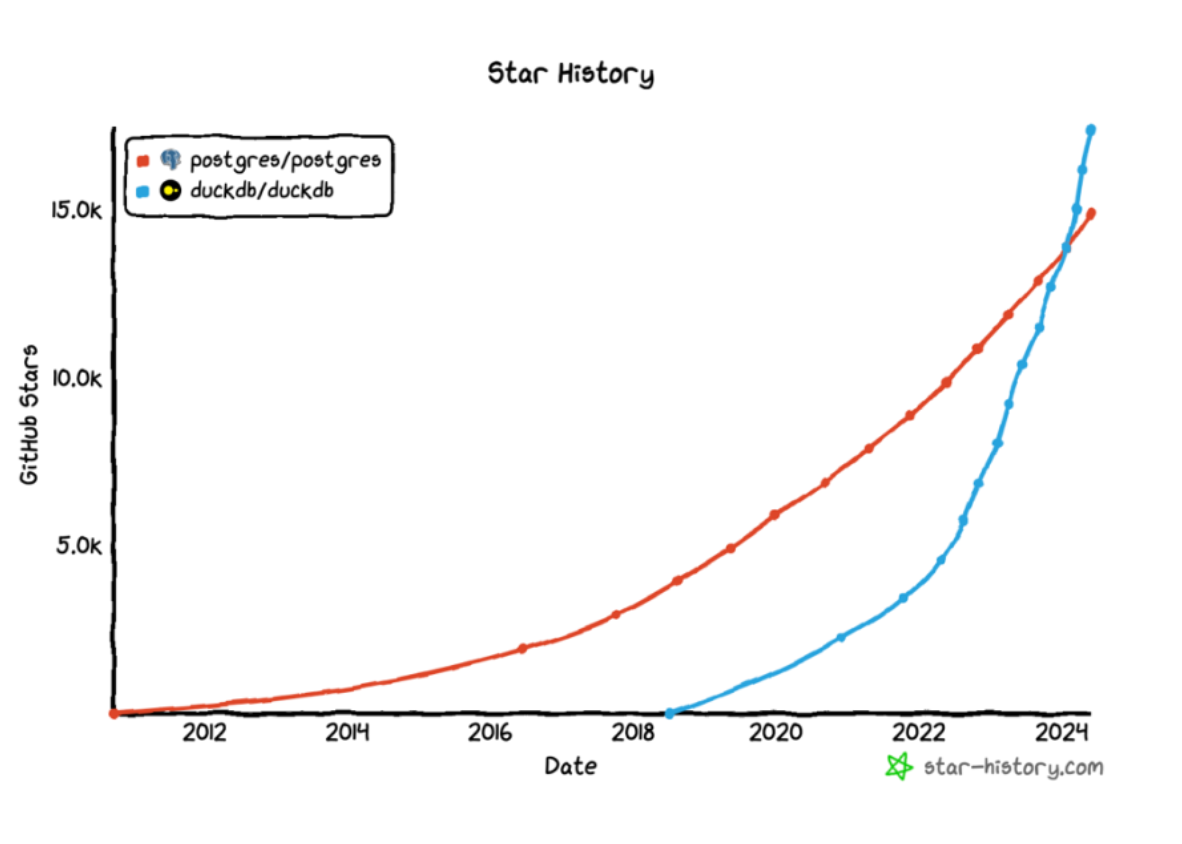 Star History
postgres/postgres
duckdb/duckdb
15.0k
10.0k
5.0k
GitHub Stars
2012 2014 2016 2018 2020 2022 2024
Date
star-history.com